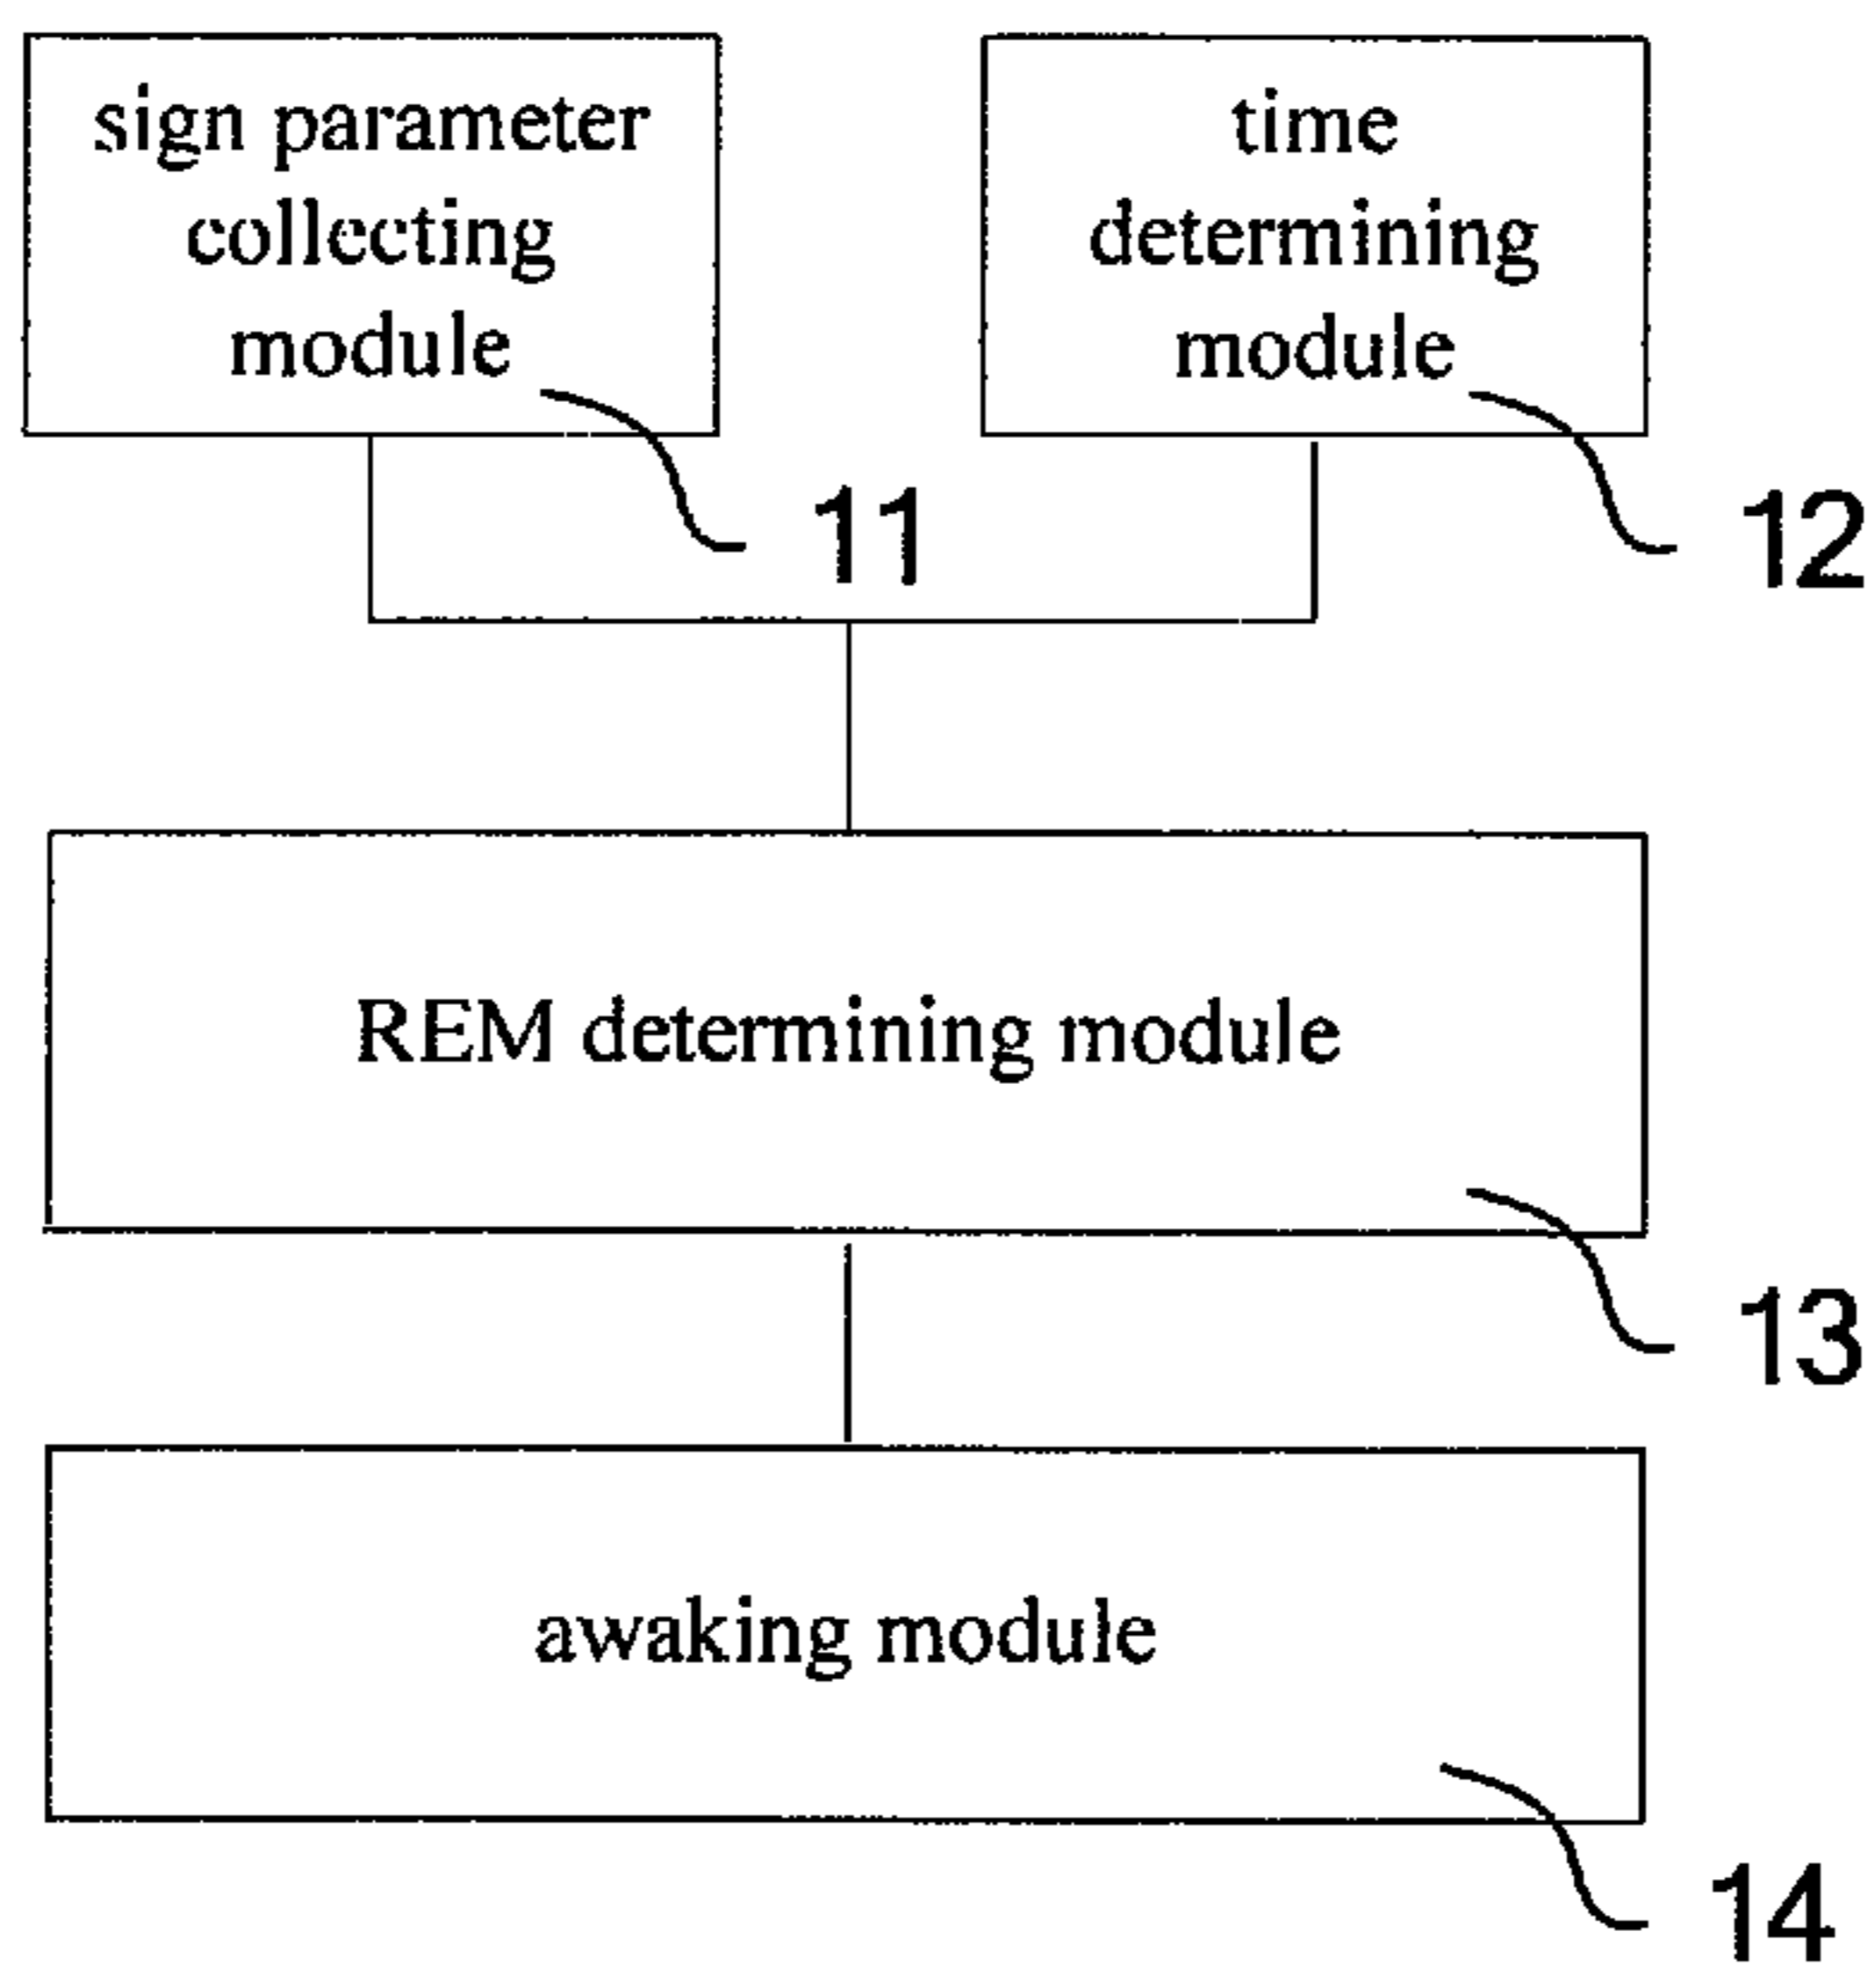 sign parameter
collecting
module
11
time
determining
module
12
REM determining module
13
awaking module
14